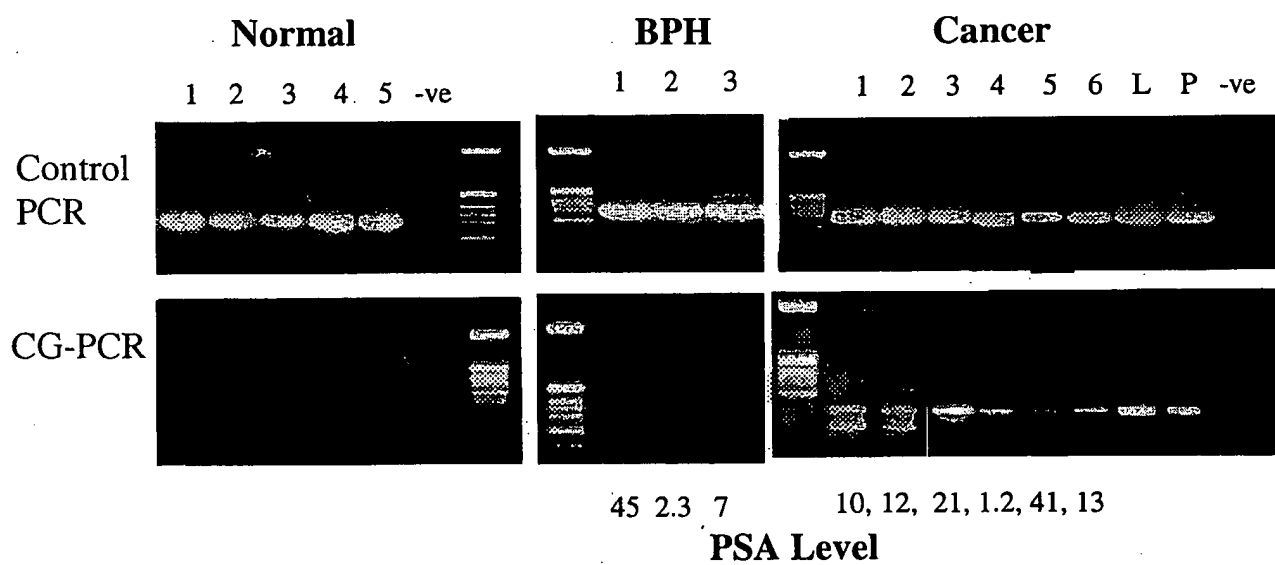 Normal BPH Cancer
1 2 3 4 5 -ve 1 2 3 1 2 3 4 5 6 L P -ve
Control
PCR
CG-PCR
45 2.3 7 10, 12, 21, 1.2, 41, 13
PSA Level